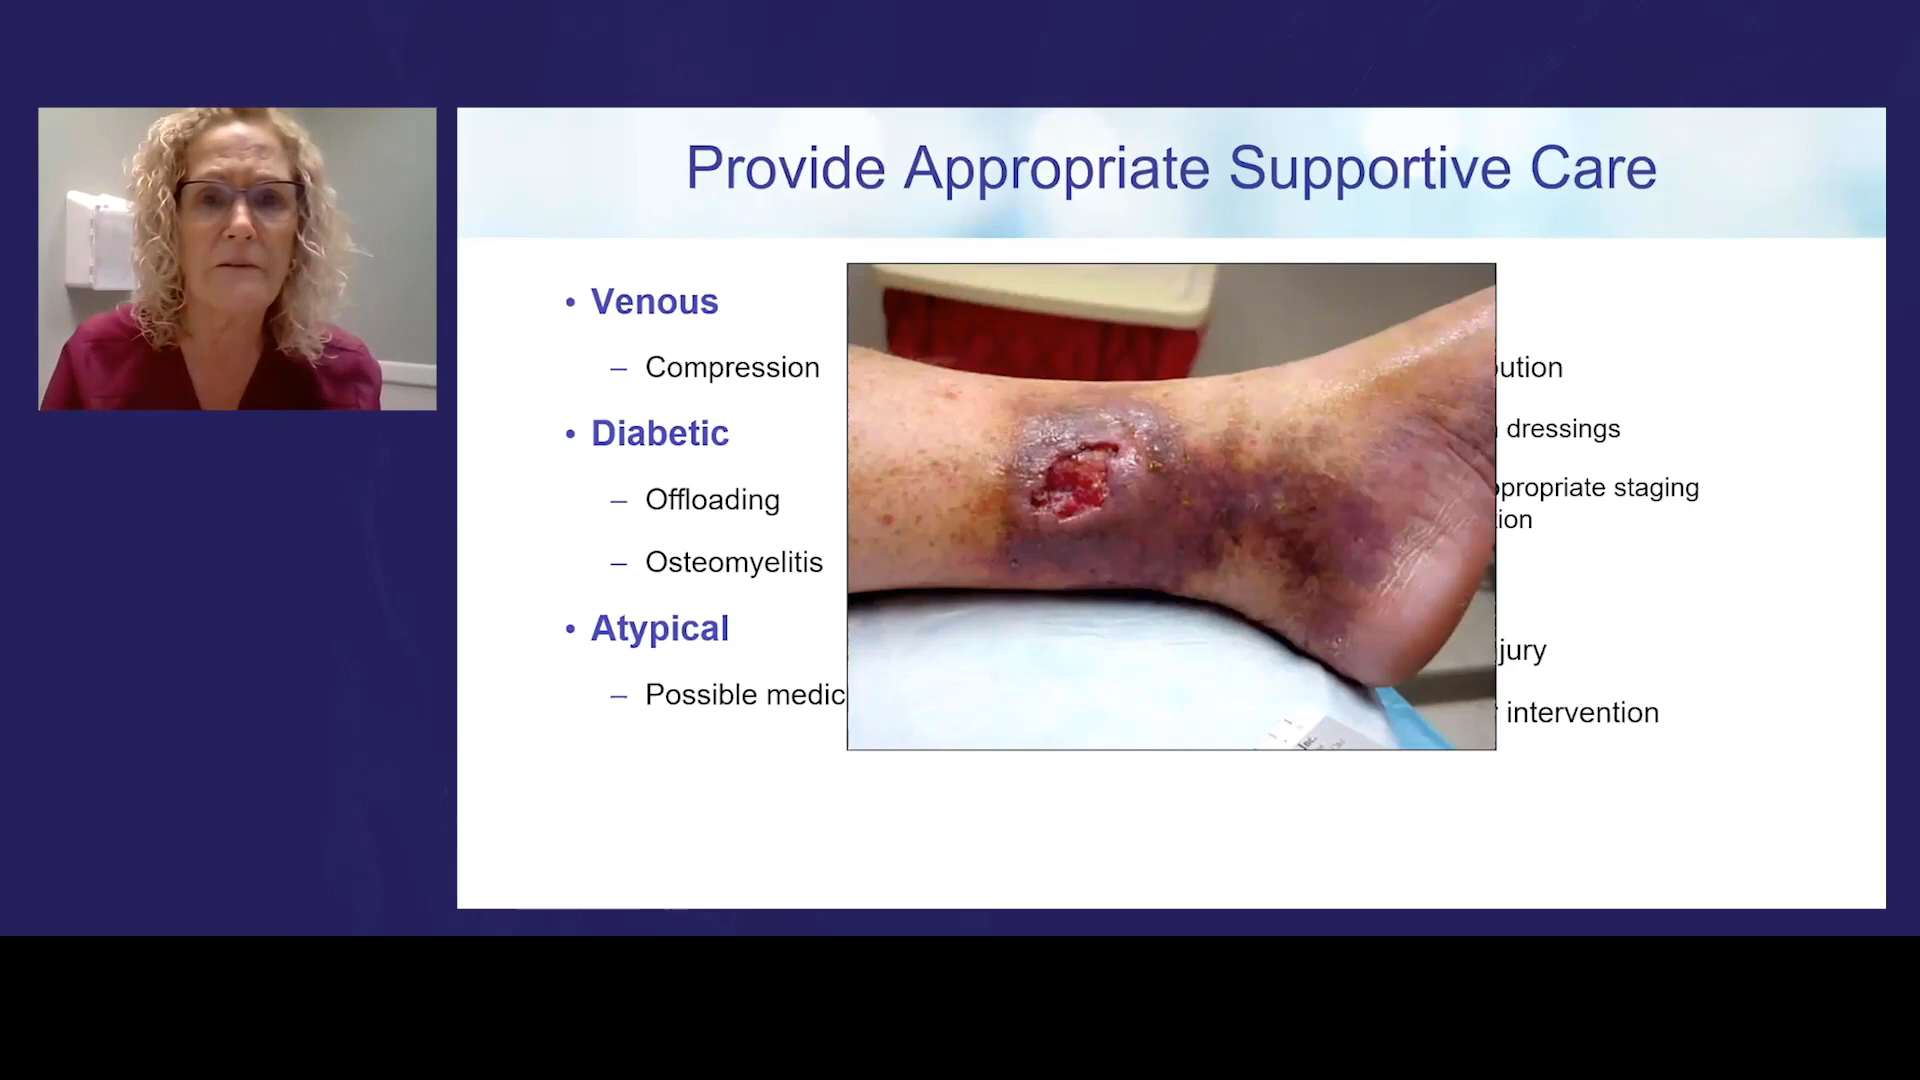 Provide Appropriate Supportive Care
• Venous
– Compression
• Diabetic
– Offloading
– Osteomyelitis
• Atypical
– Possible medic
ution
dressings
propriate staging
ion
jury
intervention
Inc.